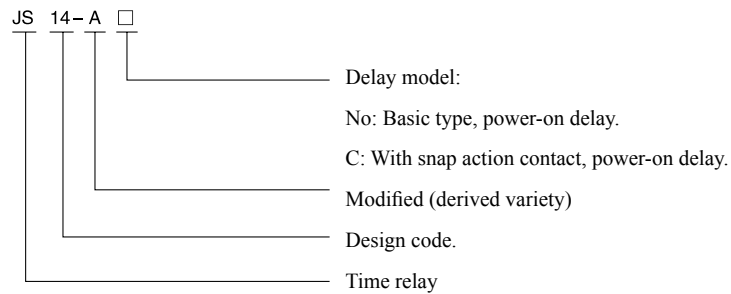 JS 14-A □
Delay model:
No: Basic type, power-on delay.
C: With snap action contact, power-on delay.
Modified (derived variety)
Design code.
Time relay